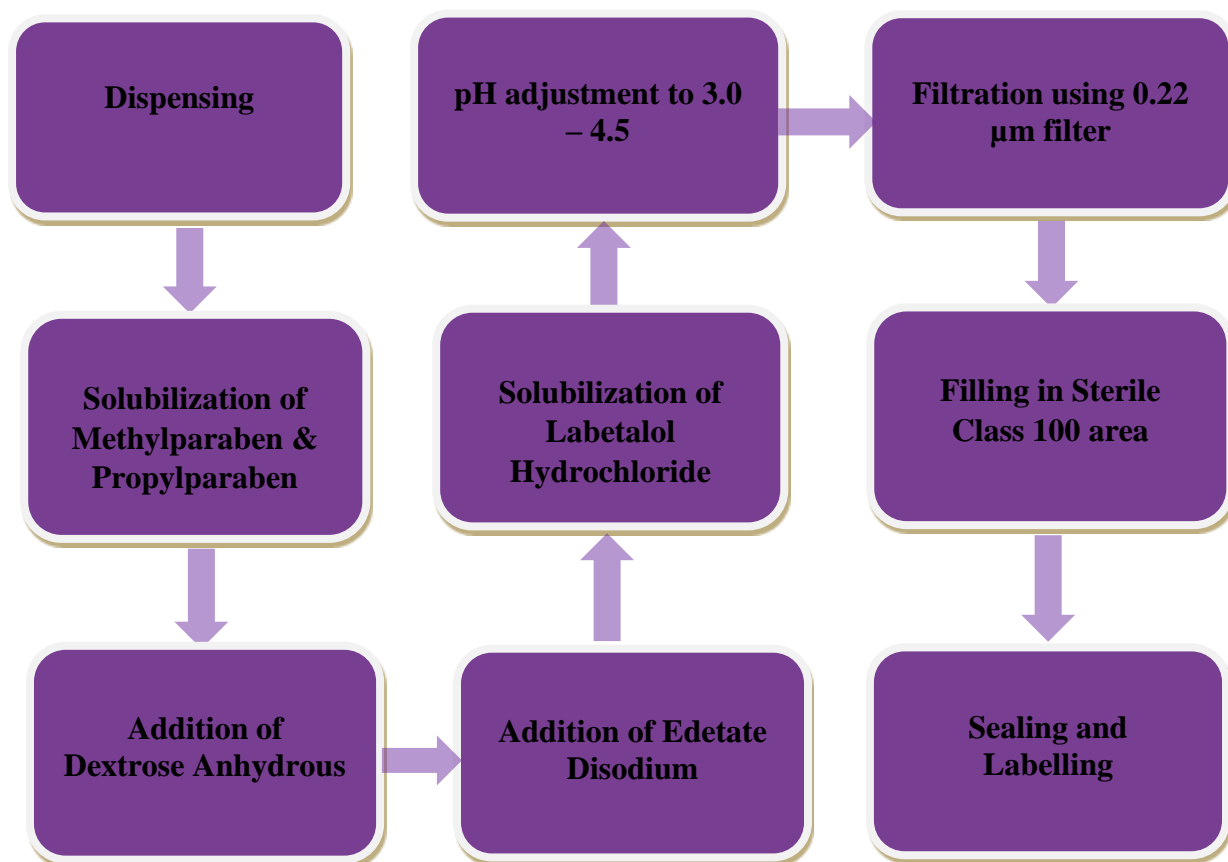 Dispensing
Solubilization of
Methylparaben &
Propylparaben
Addition of
Dextrose Anhydrous
Addition of Edetate
Disodium
Solubilization of
Labetalol
Hydrochloride
pH adjustment to 3.0
– 4.5
Filtration using 0.22
µm filter
Filling in Sterile
Class 100 area
Sealing and
Labelling